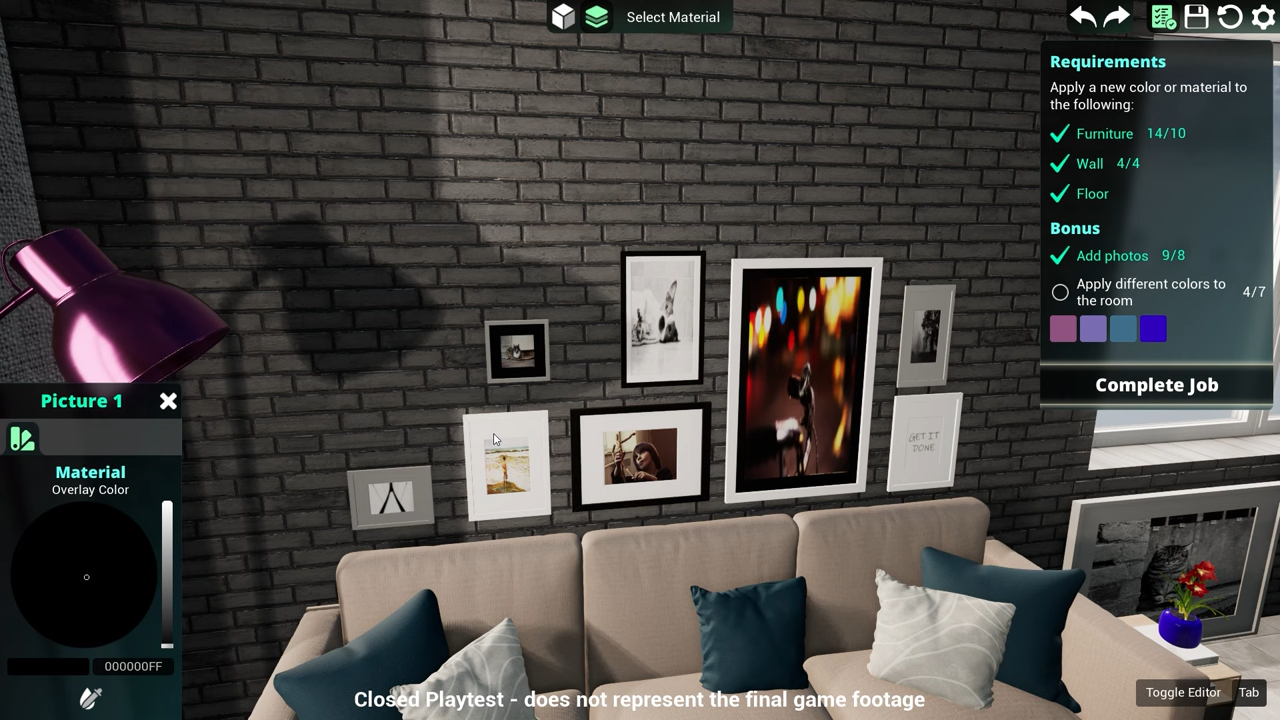 Select Material
Requirements
Apply a new color or material to
the following:
Furniture 14/10
Wall 4/4
Floor
Bonus
Add photos 9/8
Apply different colors to
the room
4/7
Complete Job
Picture 1
Material
Overlay Color
000000FF
GET IT
DONE
Closed Playtest - does not represent the final game footage
Toggle Editor Tab